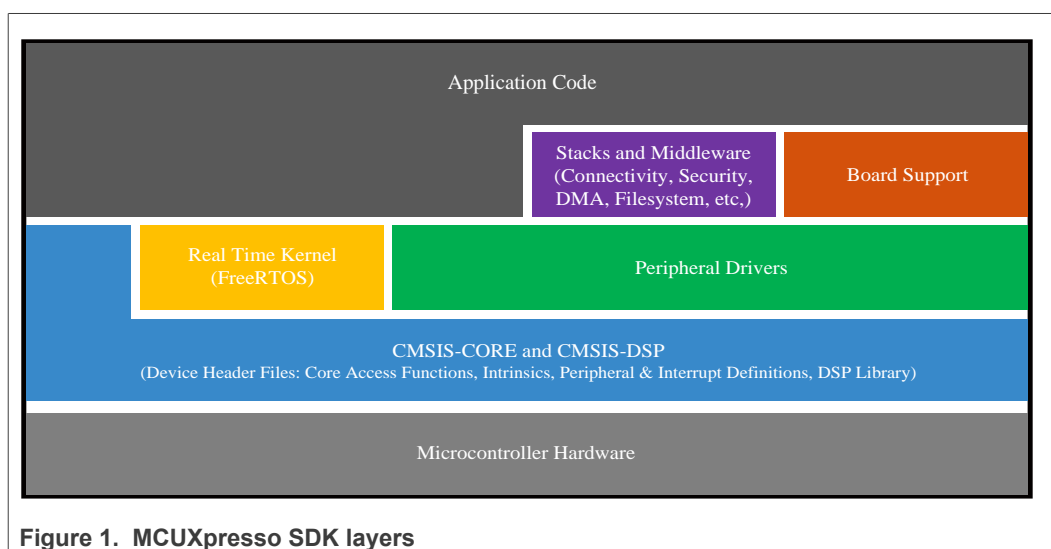 Application Code
Stacks and Middleware
(Connectivity, Security,
DMA, Filesystem, etc,)
Board Support
Real Time Kernel
(FreeRTOS)
Peripheral Drivers
CMSIS-CORE and CMSIS-DSP
(Device Header Files: Core Access Functions, Intrinsics, Peripheral & Interrupt Definitions, DSP Library)
Microcontroller Hardware
Figure 1. MCUXpresso SDK layers